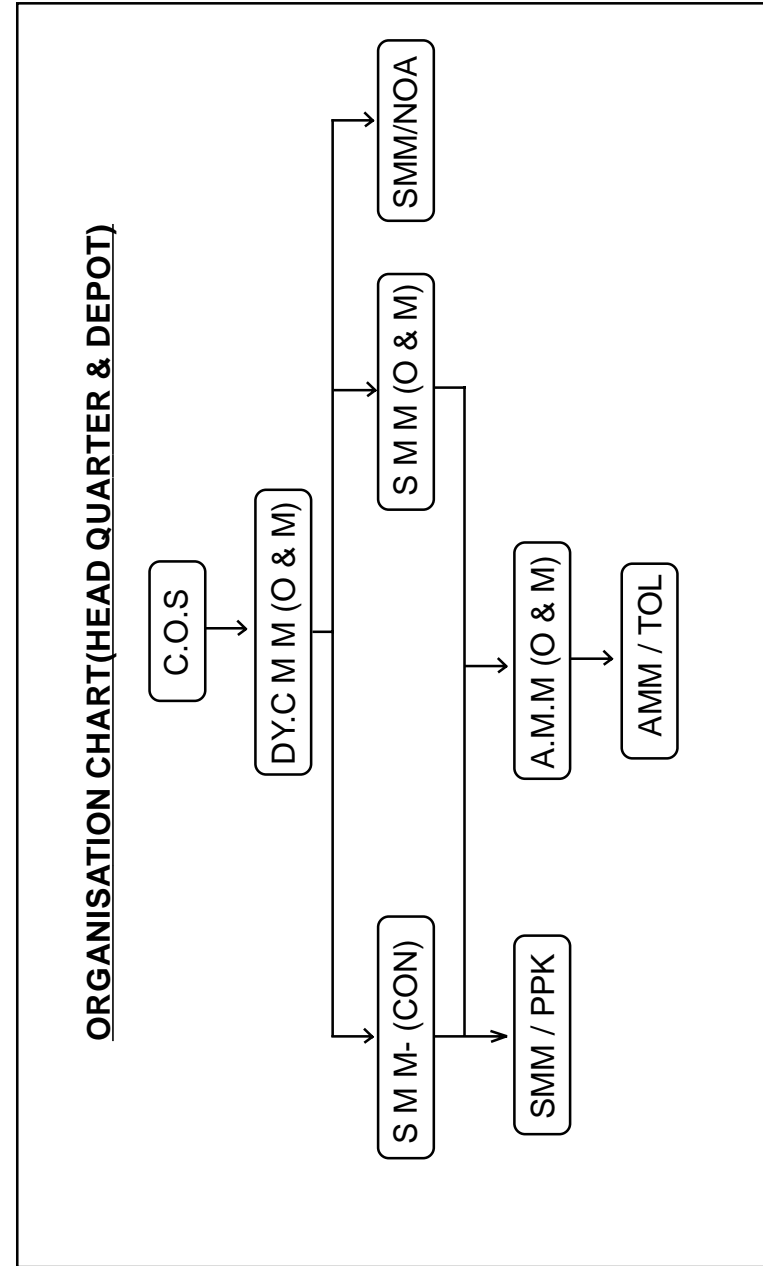 ORGANISATION CHART(HEAD QUARTER & DEPOT)
C.O.S
DY.C M M (O & M)
S M M- (CON)
S M M (O & M)
SMM/NOA
SMM / PPK
A.M.M (O & M)
AMM / TOL